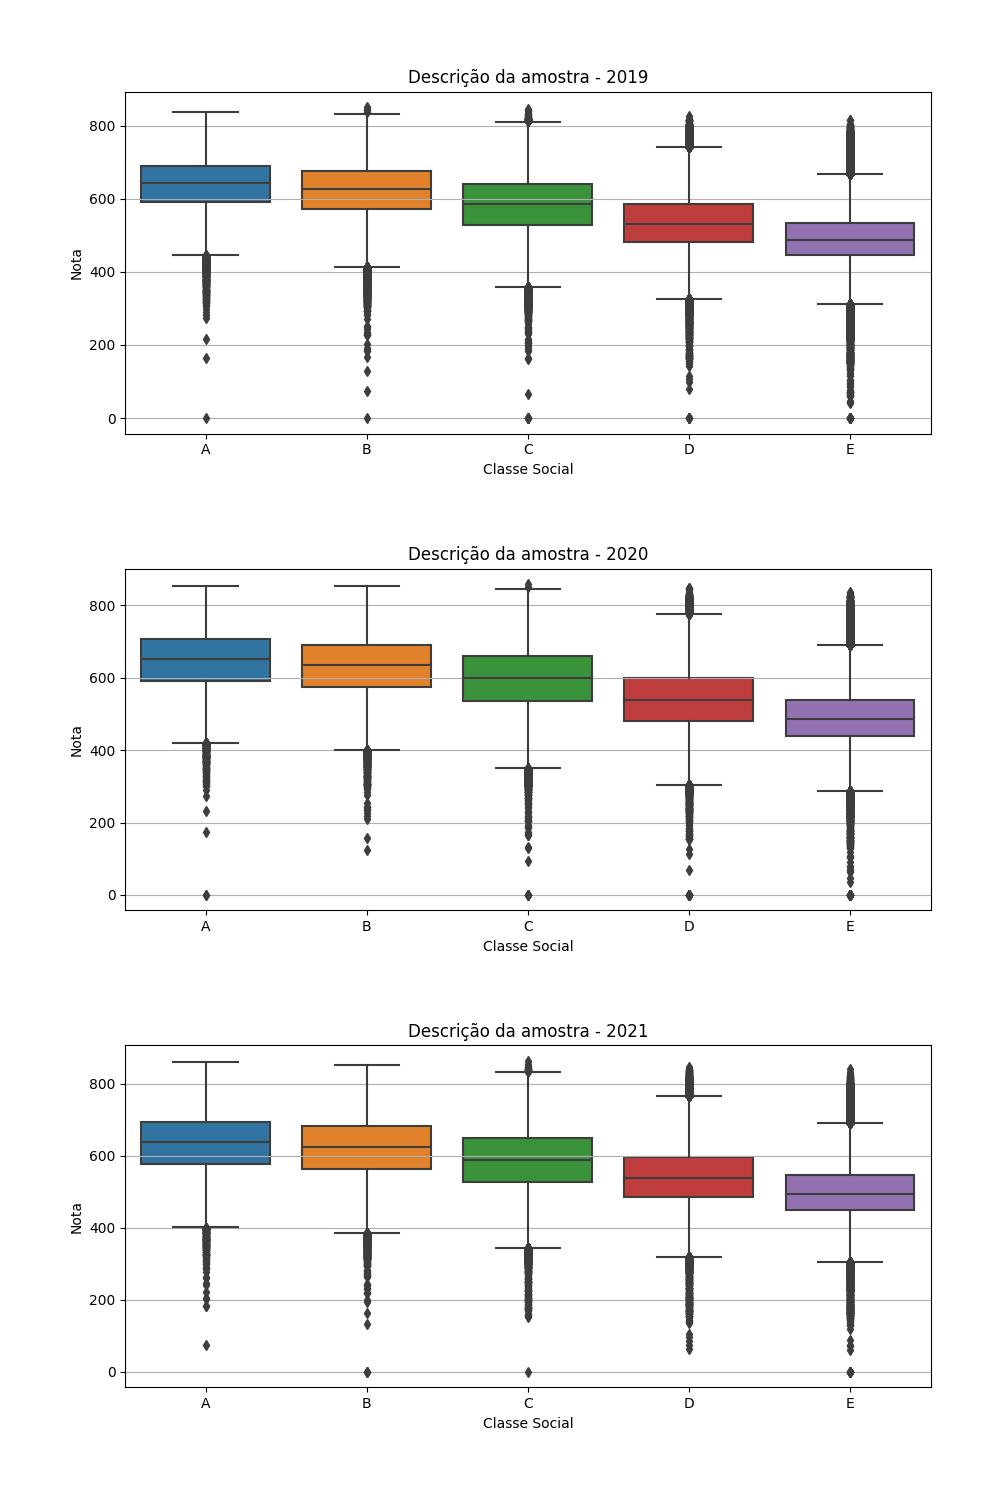 Descrição da amostra - 2019
800
600
400
200
0
Nota
A B C D E
Classe Social
Descrição da amostra - 2020
800
600
400
200
0
Nota
A B C D E
Classe Social
Descrição da amostra - 2021
800
600
400
200
0
Nota
A B C D E
Classe Social